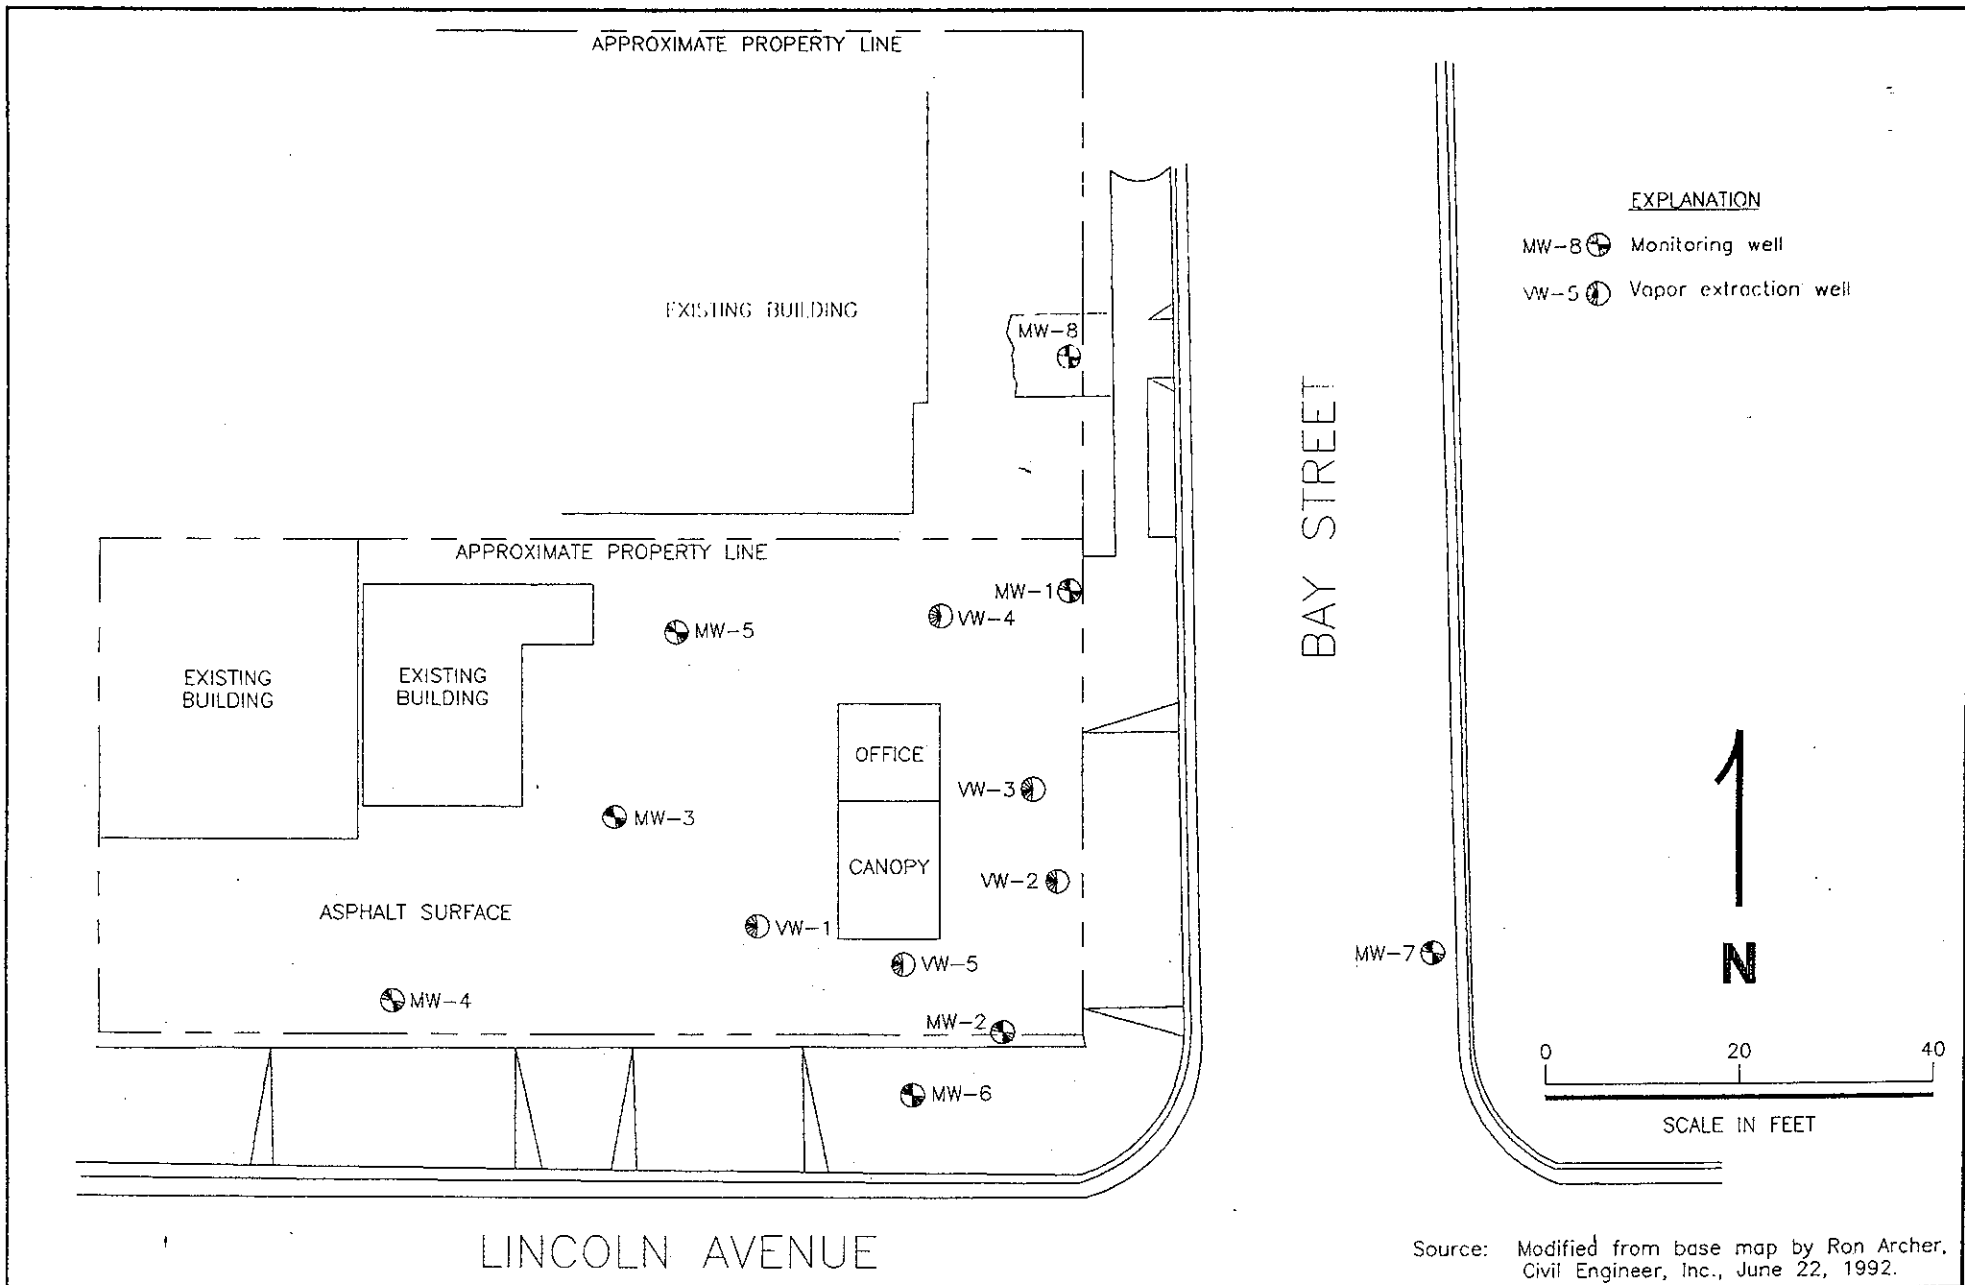 APPROXIMATE PROPERTY LINE
EXPLANATION
MW-8 Monitoring well
VW-5 Vapor extraction well
EXISTING BUILDING
MW-8
BAY STREET
APPROXIMATE PROPERTY LINE
MW-1
VW-4
MW-5
EXISTING
BUILDING
EXISTING
BUILDING
OFFICE
VW-3
MW-3
CANOPY
VW-2
ASPHALT SURFACE
VW-1
MW-7
VW-5
N
MW-4
MW-2
0 20 40
MW-6
SCALE IN FEET
LINCOLN AVENUE
Source: Modified from base map by Ron Archer,
Civil Engineer, Inc., June 22, 1992.